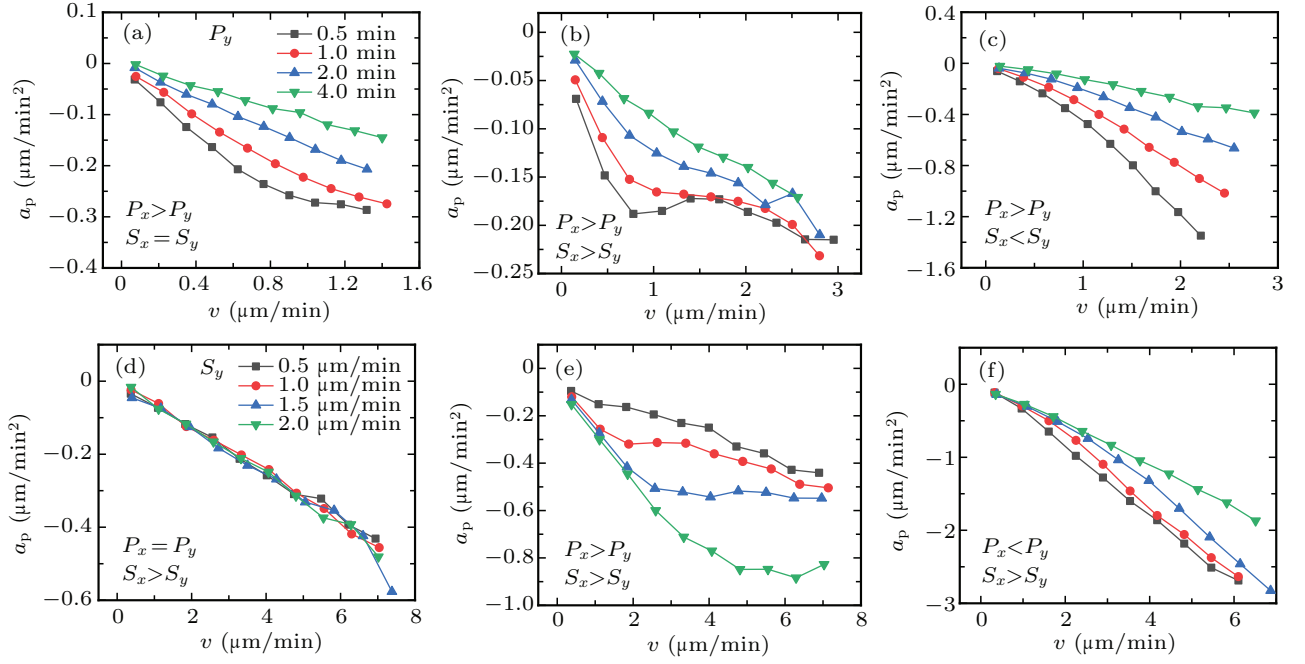 (a) P_y
0.5 min
1.0 min
2.0 min
4.0 min
0.1
0
−0.1
−0.2
−0.3
−0.4
a_p (µm/min²)
P_x>P_y
S_x=S_y
0 0.4 0.8 1.2 1.6
v (µm/min)
(b)
0
−0.05
−0.10
−0.15
−0.20
−0.25
a_p (µm/min²)
P_x>P_y
S_x>S_y
0 1 2 3
v (µm/min)
(c)
0.4
0
−0.4
−0.8
−1.2
−1.6
a_p (µm/min²)
P_x>P_y
S_x<S_y
0 1 2 3
v (µm/min)
(d) S_y
0.5 µm/min
1.0 µm/min
1.5 µm/min
2.0 µm/min
0
−0.2
−0.4
−0.6
a_p (µm/min²)
P_x=P_y
S_x>S_y
0 2 4 6 8
v (µm/min)
(e)
0
−0.2
−0.4
−0.6
−0.8
−1.0
a_p (µm/min²)
P_x>P_y
S_x>S_y
0 2 4 6 8
v (µm/min)
(f)
0
−1
−2
−3
a_p (µm/min²)
P_x<P_y
S_x>S_y
0 2 4 6
v (µm/min)